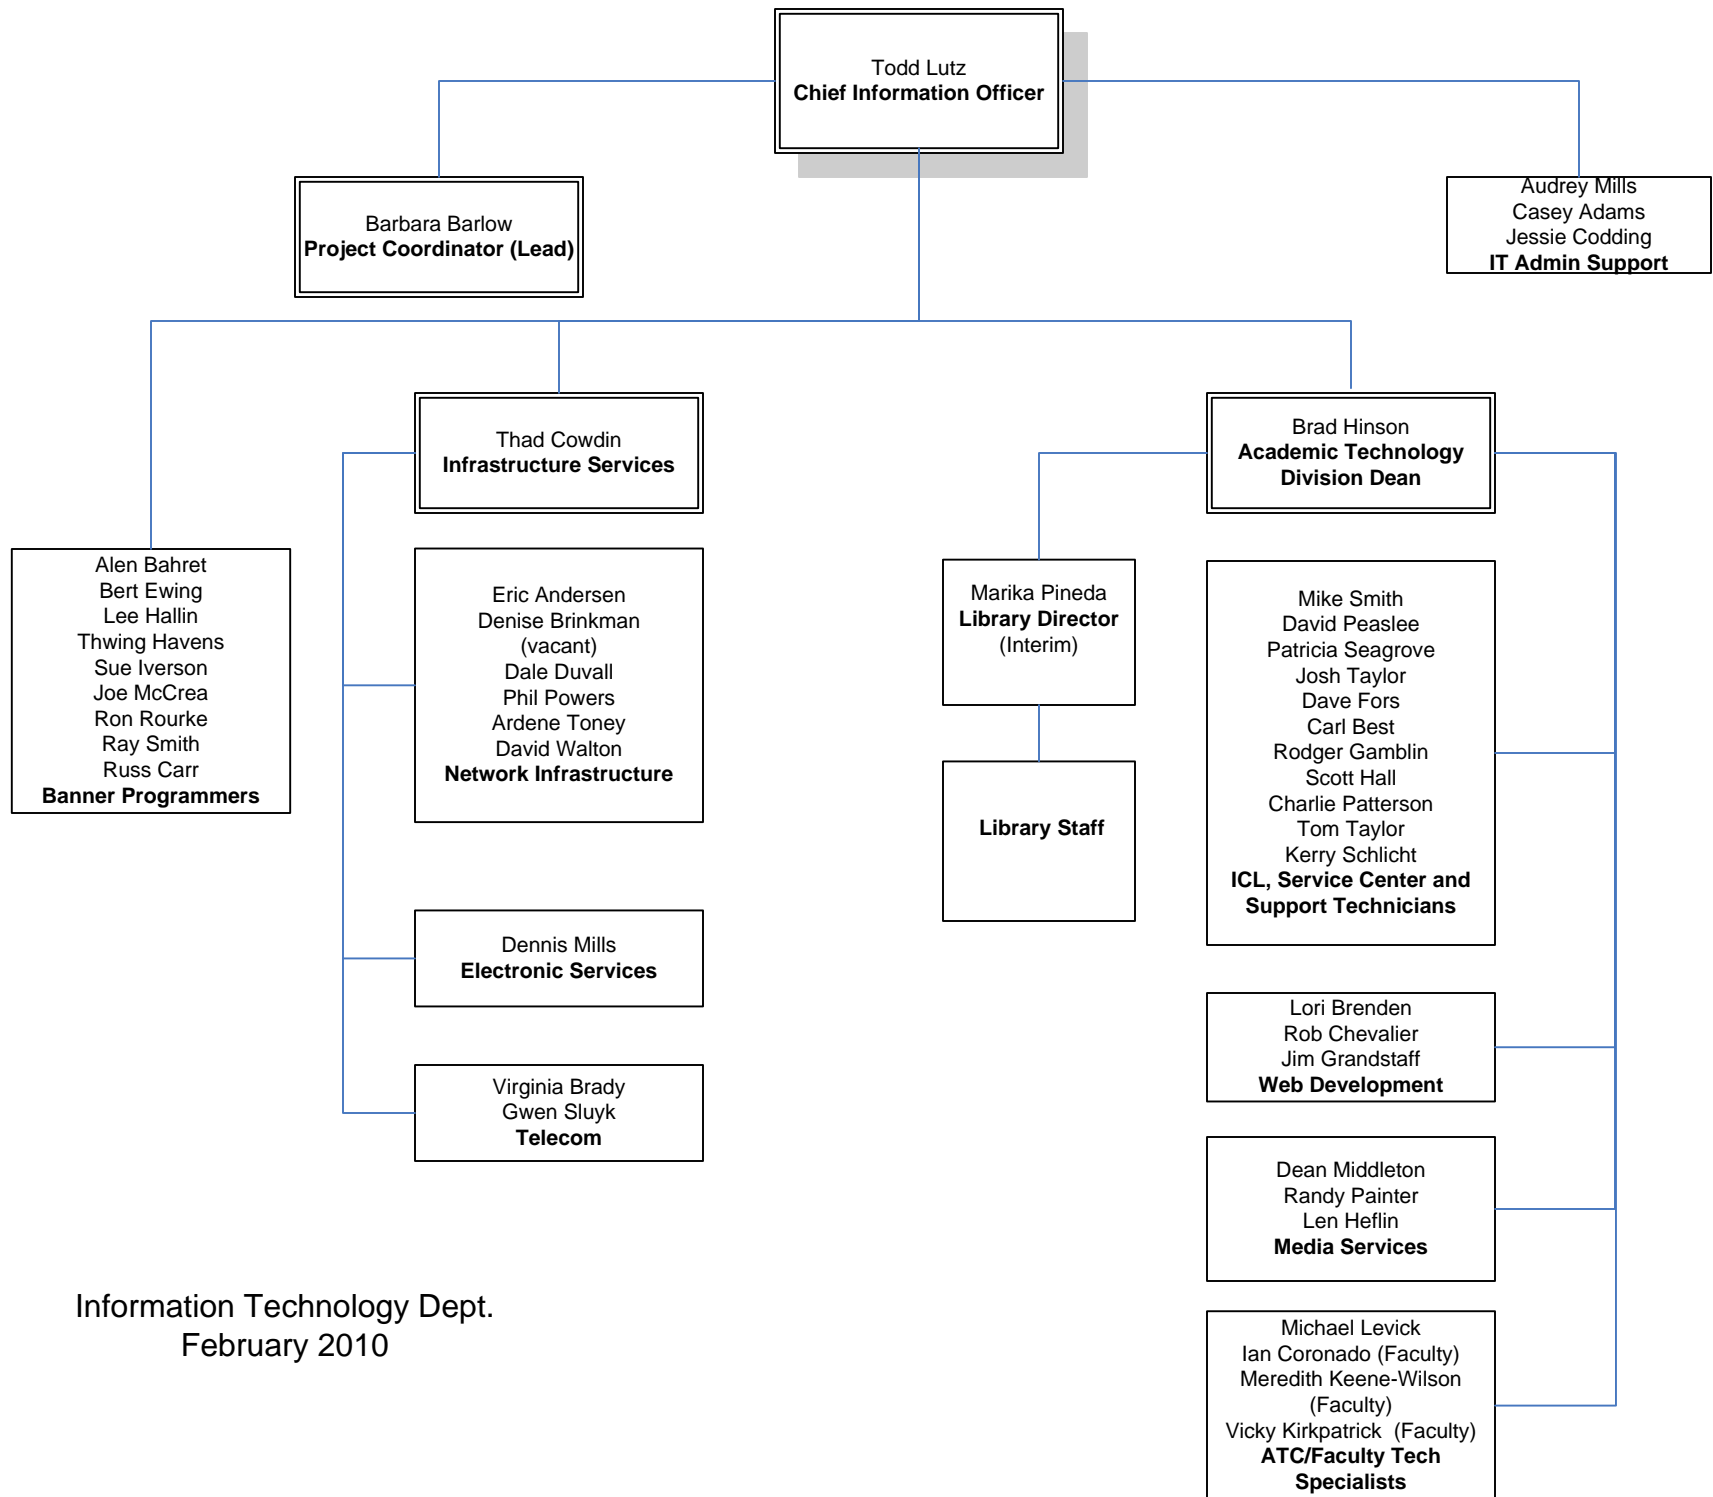 Todd Lutz
Chief Information Officer
Barbara Barlow
Project Coordinator (Lead)
Audrey Mills
Casey Adams
Jessie Codding
IT Admin Support
Thad Cowdin
Infrastructure Services
Brad Hinson
Academic Technology
Division Dean
Alen Bahret
Bert Ewing
Lee Hallin
Thwing Havens
Sue Iverson
Joe McCrea
Ron Rourke
Ray Smith
Russ Carr
Banner Programmers
Eric Andersen
Denise Brinkman
(vacant)
Dale Duvall
Phil Powers
Ardene Toney
David Walton
Network Infrastructure
Marika Pineda
Library Director
(Interim)
Library Staff
Mike Smith
David Peaslee
Patricia Seagrove
Josh Taylor
Dave Fors
Carl Best
Rodger Gamblin
Scott Hall
Charlie Patterson
Tom Taylor
Kerry Schlicht
ICL, Service Center and
Support Technicians
Dennis Mills
Electronic Services
Lori Brenden
Rob Chevalier
Jim Grandstaff
Web Development
Virginia Brady
Gwen Sluyk
Telecom
Dean Middleton
Randy Painter
Len Heflin
Media Services
Michael Levick
Ian Coronado (Faculty)
Meredith Keene-Wilson
(Faculty)
Vicky Kirkpatrick  (Faculty)
ATC/Faculty Tech
Specialists
Information Technology Dept.
February 2010